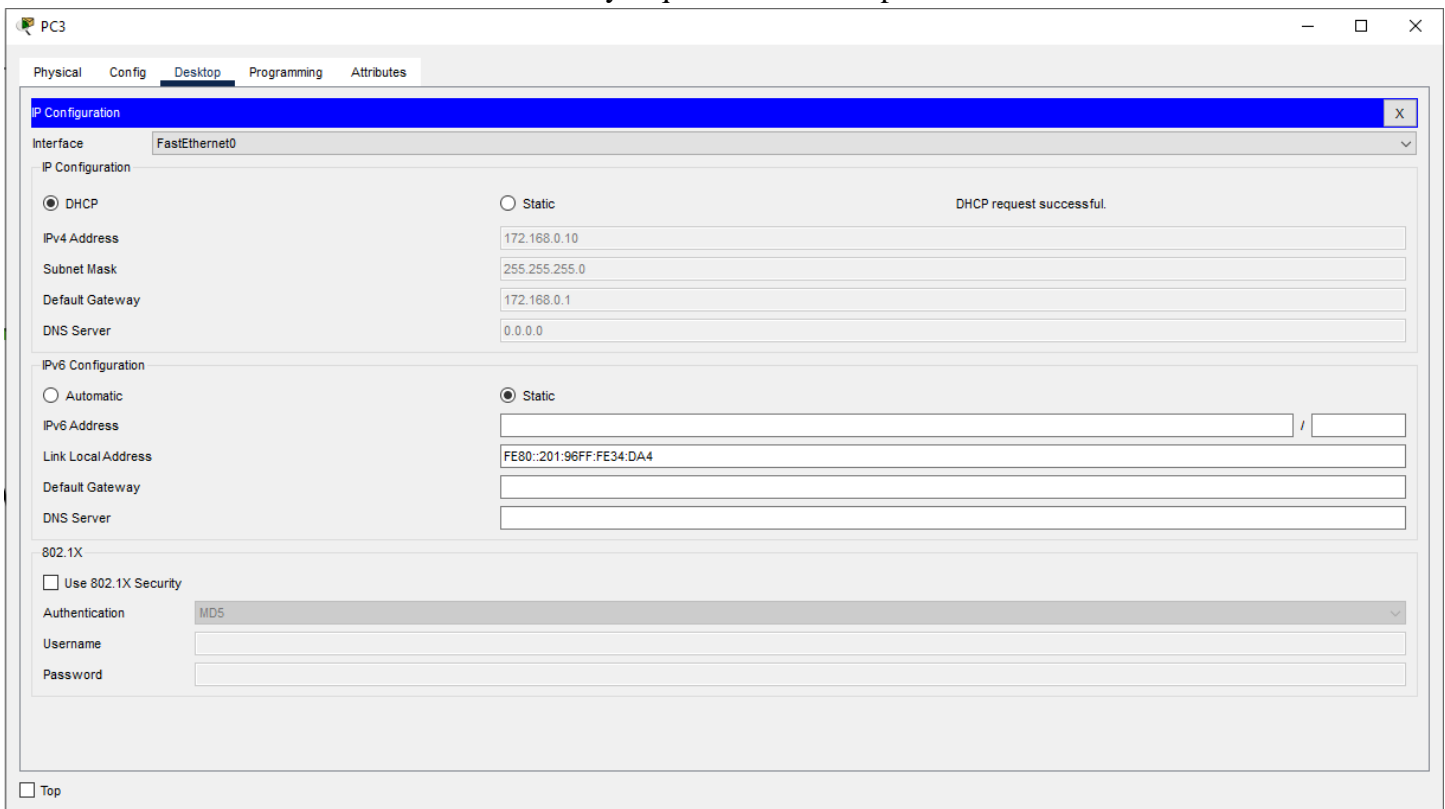 PC3
Physical Config Desktop Programming Attributes
IP Configuration X
Interface FastEthernet0
IP Configuration
DHCP Static DHCP request successful.
IPv4 Address 172.168.0.10
Subnet Mask 255.255.255.0
Default Gateway 172.168.0.1
DNS Server 0.0.0.0
IPv6 Configuration
Automatic Static
IPv6 Address /
Link Local Address FE80::201:96FF:FE34:DA4
Default Gateway
DNS Server
802.1X
Use 802.1X Security
Authentication MD5
Username
Password
Top